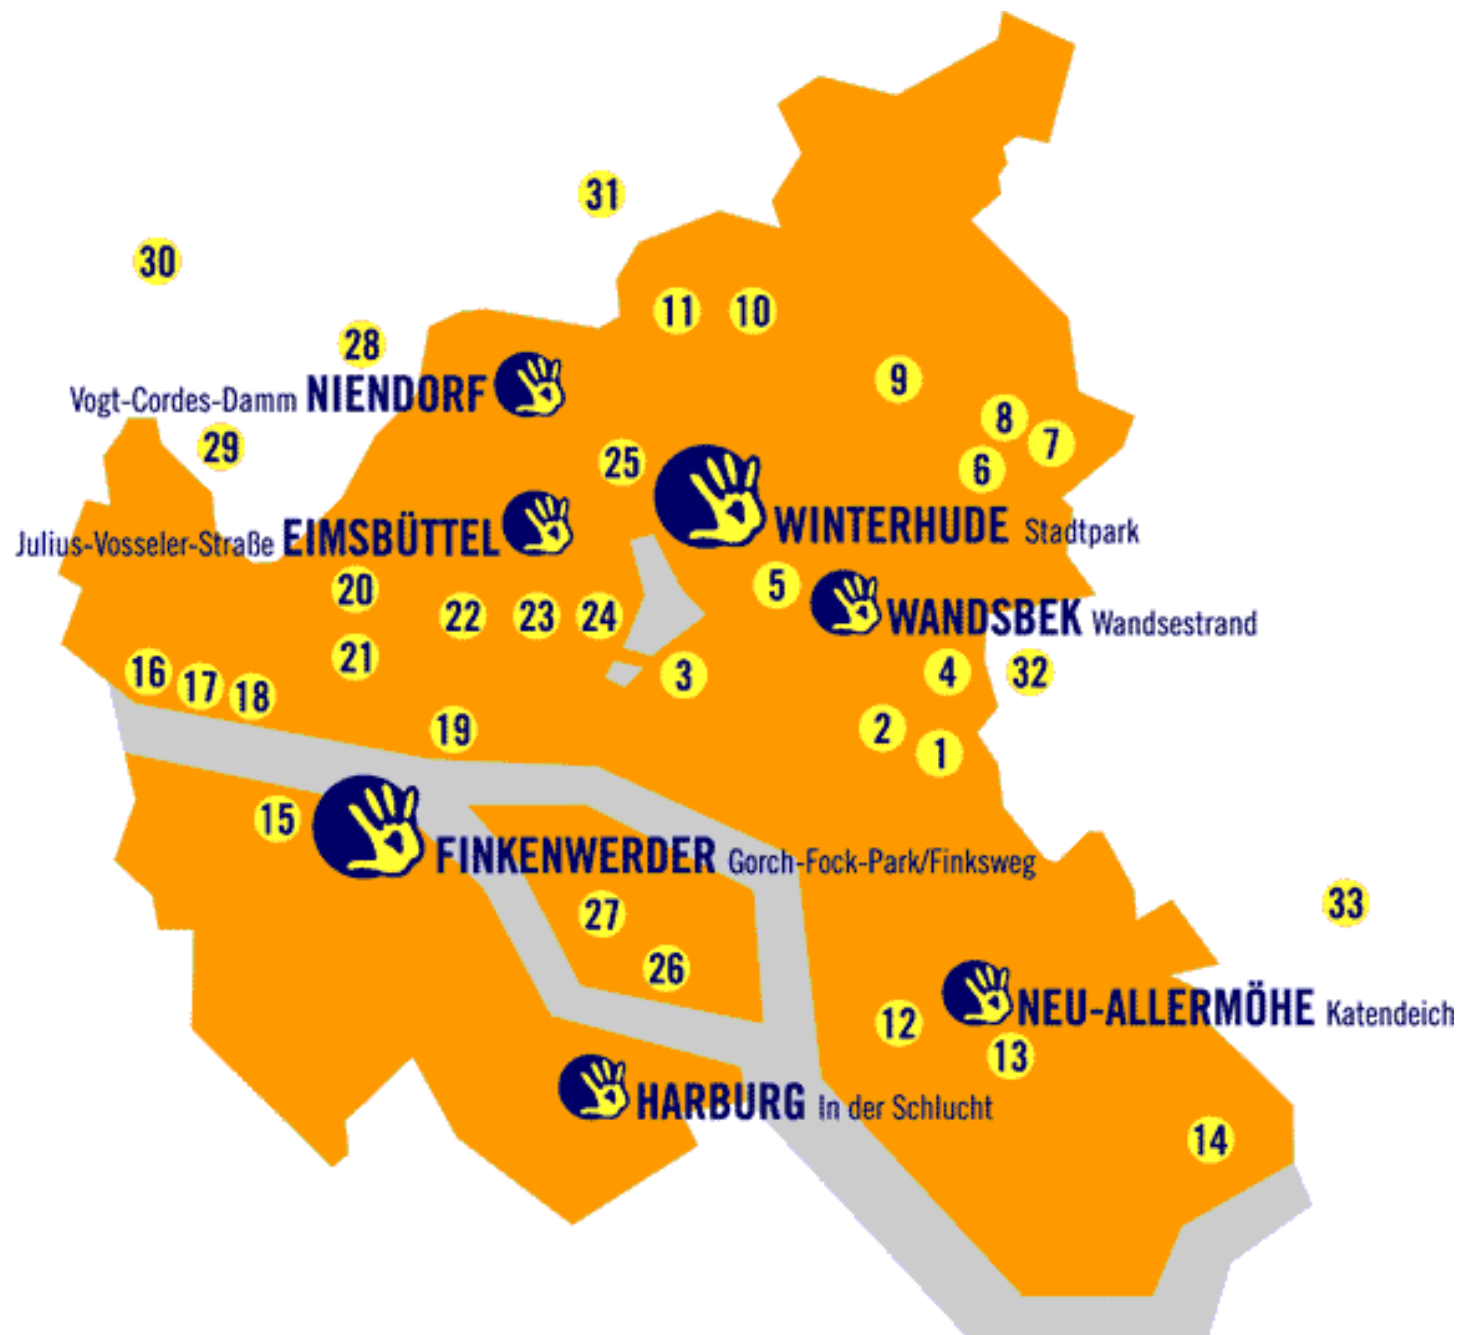 31
30
11 10
28
9
Vogt-Cordes-Damm NIENDORF
8
7
29
25
6
WINTERHUDE Stadtpark
Julius-Vosseler-Straße EIMSBÜTTEL
20
5
22 23 24
WANDSBEK Wandsestrand
21
16 17 18
3
4 32
19
2
1
15
FINKENWERDER Gorch-Fock-Park/Finksweg
33
27
26
NEU-ALLERMÖHE Katendeich
12
13
HARBURG In der Schlucht
14